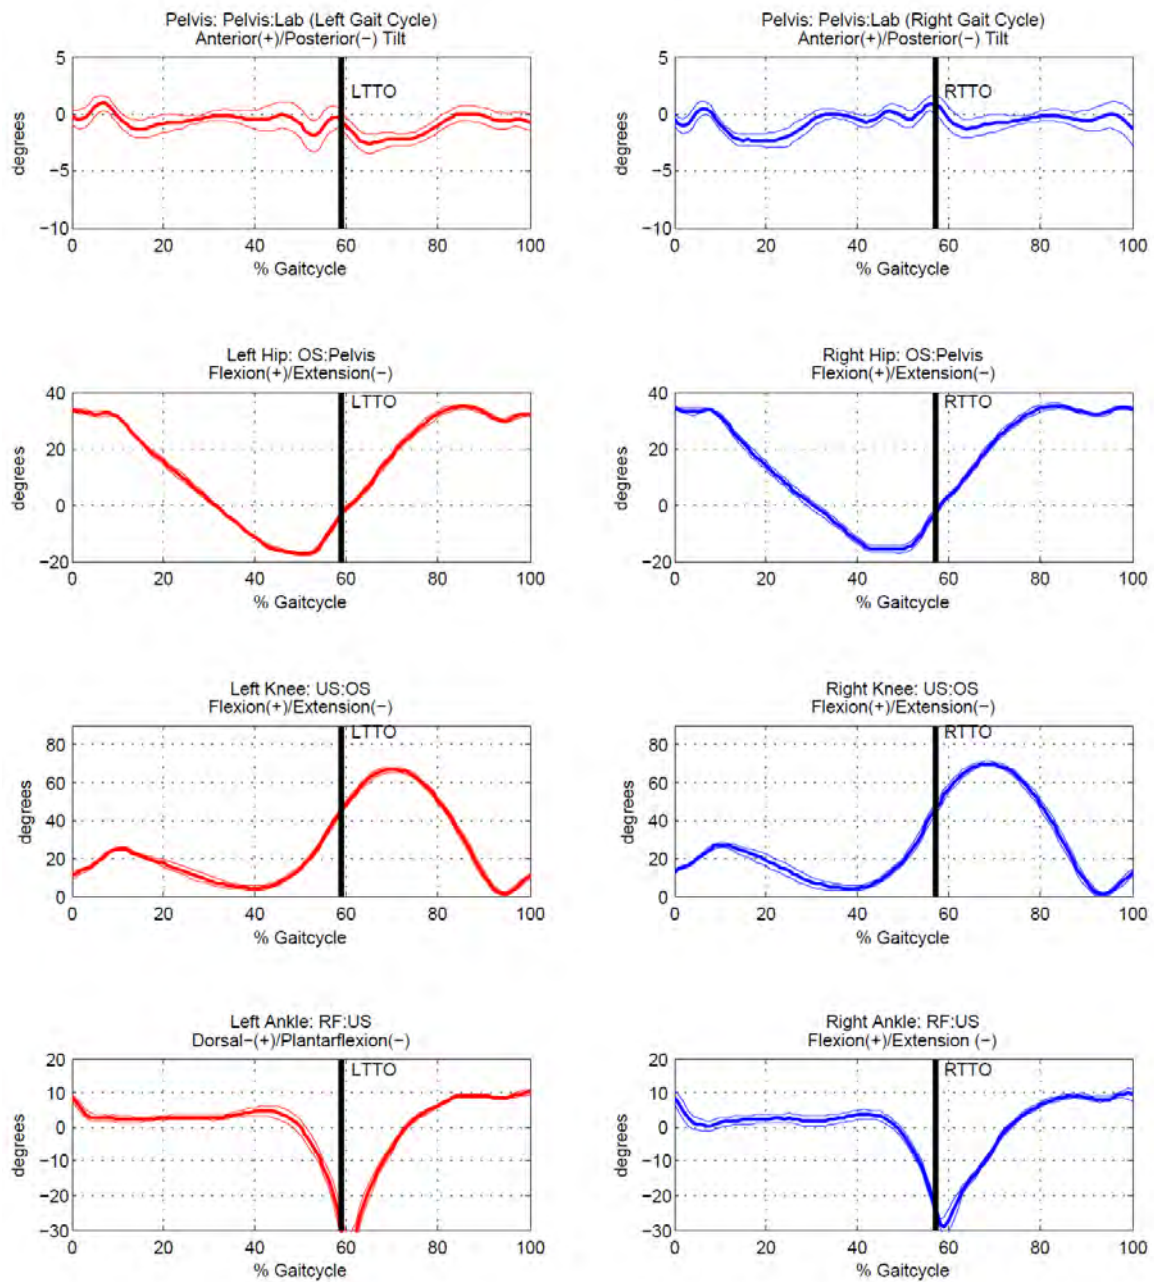 Pelvis: Pelvis:Lab (Left Gait Cycle)
Anterior(+)/Posterior(−) Tilt
5
0
−5
−10
degrees
LTTO
0 20 40 60 80 100
% Gaitcycle
Pelvis: Pelvis:Lab (Right Gait Cycle)
Anterior(+)/Posterior(−) Tilt
5
0
−5
−10
degrees
RTTO
0 20 40 60 80 100
% Gaitcycle
Left Hip: OS:Pelvis
Flexion(+)/Extension(−)
40
20
0
−20
degrees
LTTO
0 20 40 60 80 100
% Gaitcycle
Right Hip: OS:Pelvis
Flexion(+)/Extension(−)
40
20
0
−20
degrees
RTTO
0 20 40 60 80 100
% Gaitcycle
Left Knee: US:OS
Flexion(+)/Extension(−)
80
60
40
20
0
degrees
LTTO
0 20 40 60 80 100
% Gaitcycle
Right Knee: US:OS
Flexion(+)/Extension(−)
80
60
40
20
0
degrees
RTTO
0 20 40 60 80 100
% Gaitcycle
Left Ankle: RF:US
Dorsal−(+)/Plantarflexion(−)
20
10
0
−10
−20
−30
degrees
LTTO
0 20 40 60 80 100
% Gaitcycle
Right Ankle: RF:US
Flexion(+)/Extension (−)
20
10
0
−10
−20
−30
degrees
RTTO
0 20 40 60 80 100
% Gaitcycle